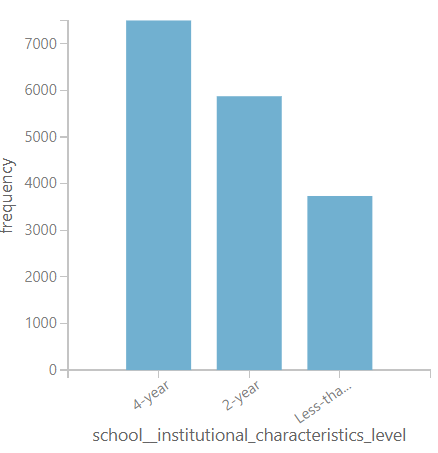 7000
6000
5000
4000
3000
2000
1000
0
frequency
4-year
2-year
Less-tha...
school__institutional_characteristics_level